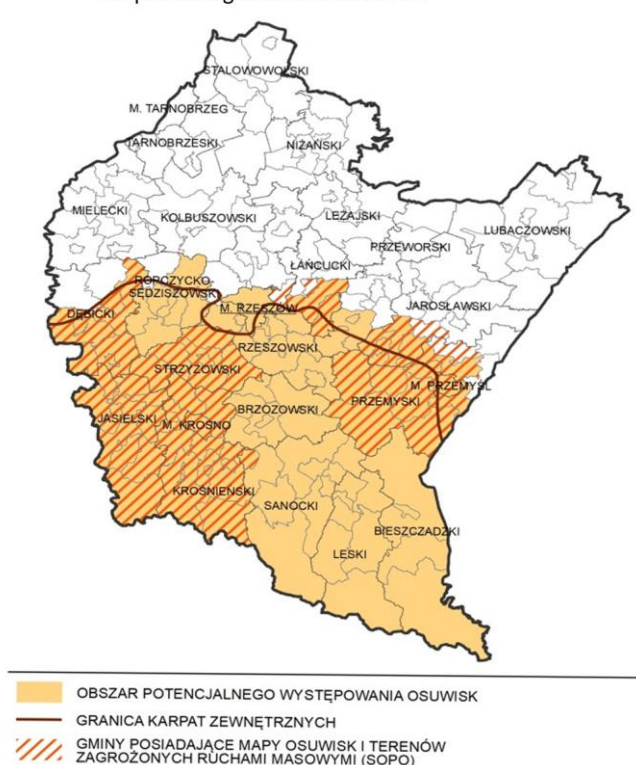 STALOWOWOLSKI
M. TARNOBRZEG
TARNOBRZESKI
NIŻAŃSKI
MIELECKI
KOLBUSZOWSKI
LEŻAJSKI
LUBACZOWSKI
PRZEWORSKI
ŁAŃCUCKI
ROPCZYCKO-
SĘDZISZOWSKI
JAROSŁAWSKI
DĘBICKI
M. RZESZÓW
RZESZOWSKI
STRZYŻOWSKI
M. PRZEMYŚL
PRZEMYSKI
BRZOZOWSKI
JASIELSKI
M. KROSNO
KROŚNIEŃSKI
SANOCKI
BIESZCZADZKI
LESKI
OBSZAR POTENCJALNEGO WYSTĘPOWANIA OSUWISK
GRANICA KARPAT ZEWNĘTRZNYCH
GMINY POSIADAJĄCE MAPY OSUWISK I TERENÓW
ZAGROŻONYCH RUCHAMI MASOWYMI (SOPO)